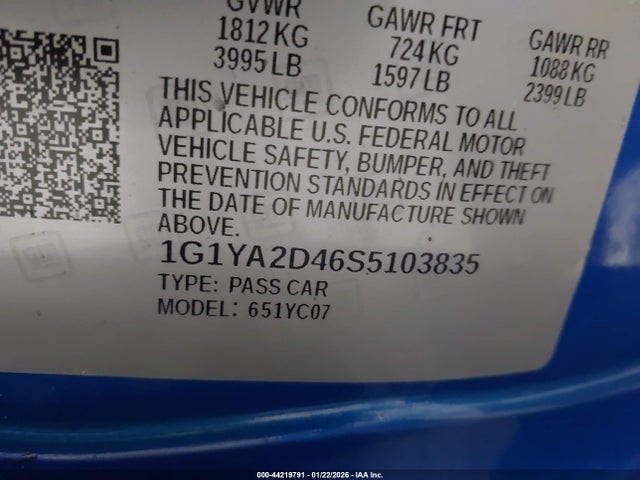 GVWR
1812 KG
3995 LB
GAWR FRT
724 KG
1597 LB
GAWR RR
1088 KG
2399 LB
THIS VEHICLE CONFORMS TO ALL
APPLICABLE U.S. FEDERAL MOTOR
VEHICLE SAFETY, BUMPER, AND THEFT
PREVENTION STANDARDS IN EFFECT ON
THE DATE OF MANUFACTURE SHOWN
ABOVE.
1G1YA2D46S5103835
TYPE: PASS CAR
MODEL: 651YC07
000-44219791 - 01/22/2026 - IAA Inc.